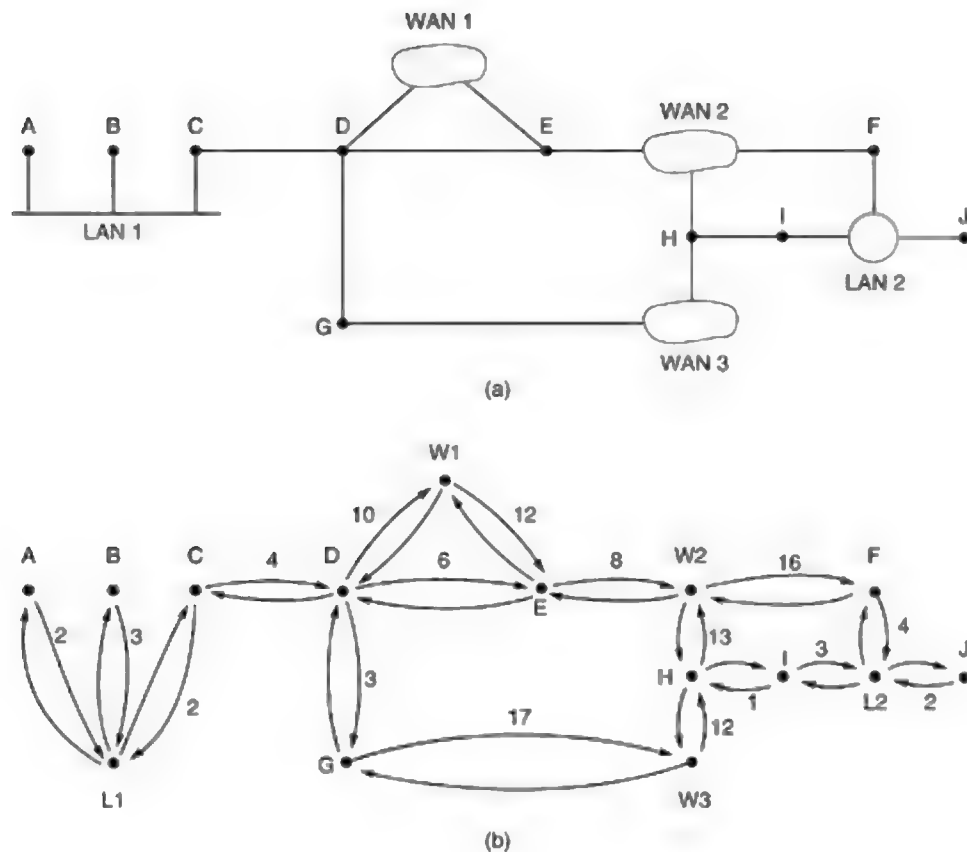 WAN 1
A B C D E WAN 2 F
LAN 1 H I J
LAN 2
G
WAN 3
(a)
W1
10 12
A B C 4 D 6 E 8 W2 16 F
2 3 2 3 13 4
H I 3 J
1 L2 2
17 12
L1 G W3
(b)